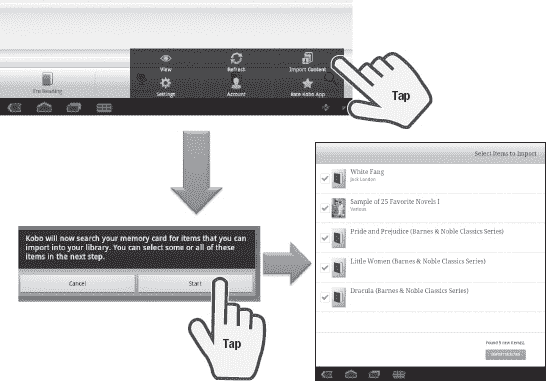 View
Refresh
Import Content
I'm Reading
Settings
Account
Rate Kobo App
Tap
Kobo will now search your memory card for items that you can
import into your library. You can select some or all of these
items in the next step.
Cancel
Start
Tap
Select Items to Import
White Fang
Jack London
Sample of 25 Favorite Novels I
Various
Pride and Prejudice (Barnes & Noble Classics Series)
Little Women (Barnes & Noble Classics Series)
Dracula (Barnes & Noble Classics Series)
Found 5 new item(s).